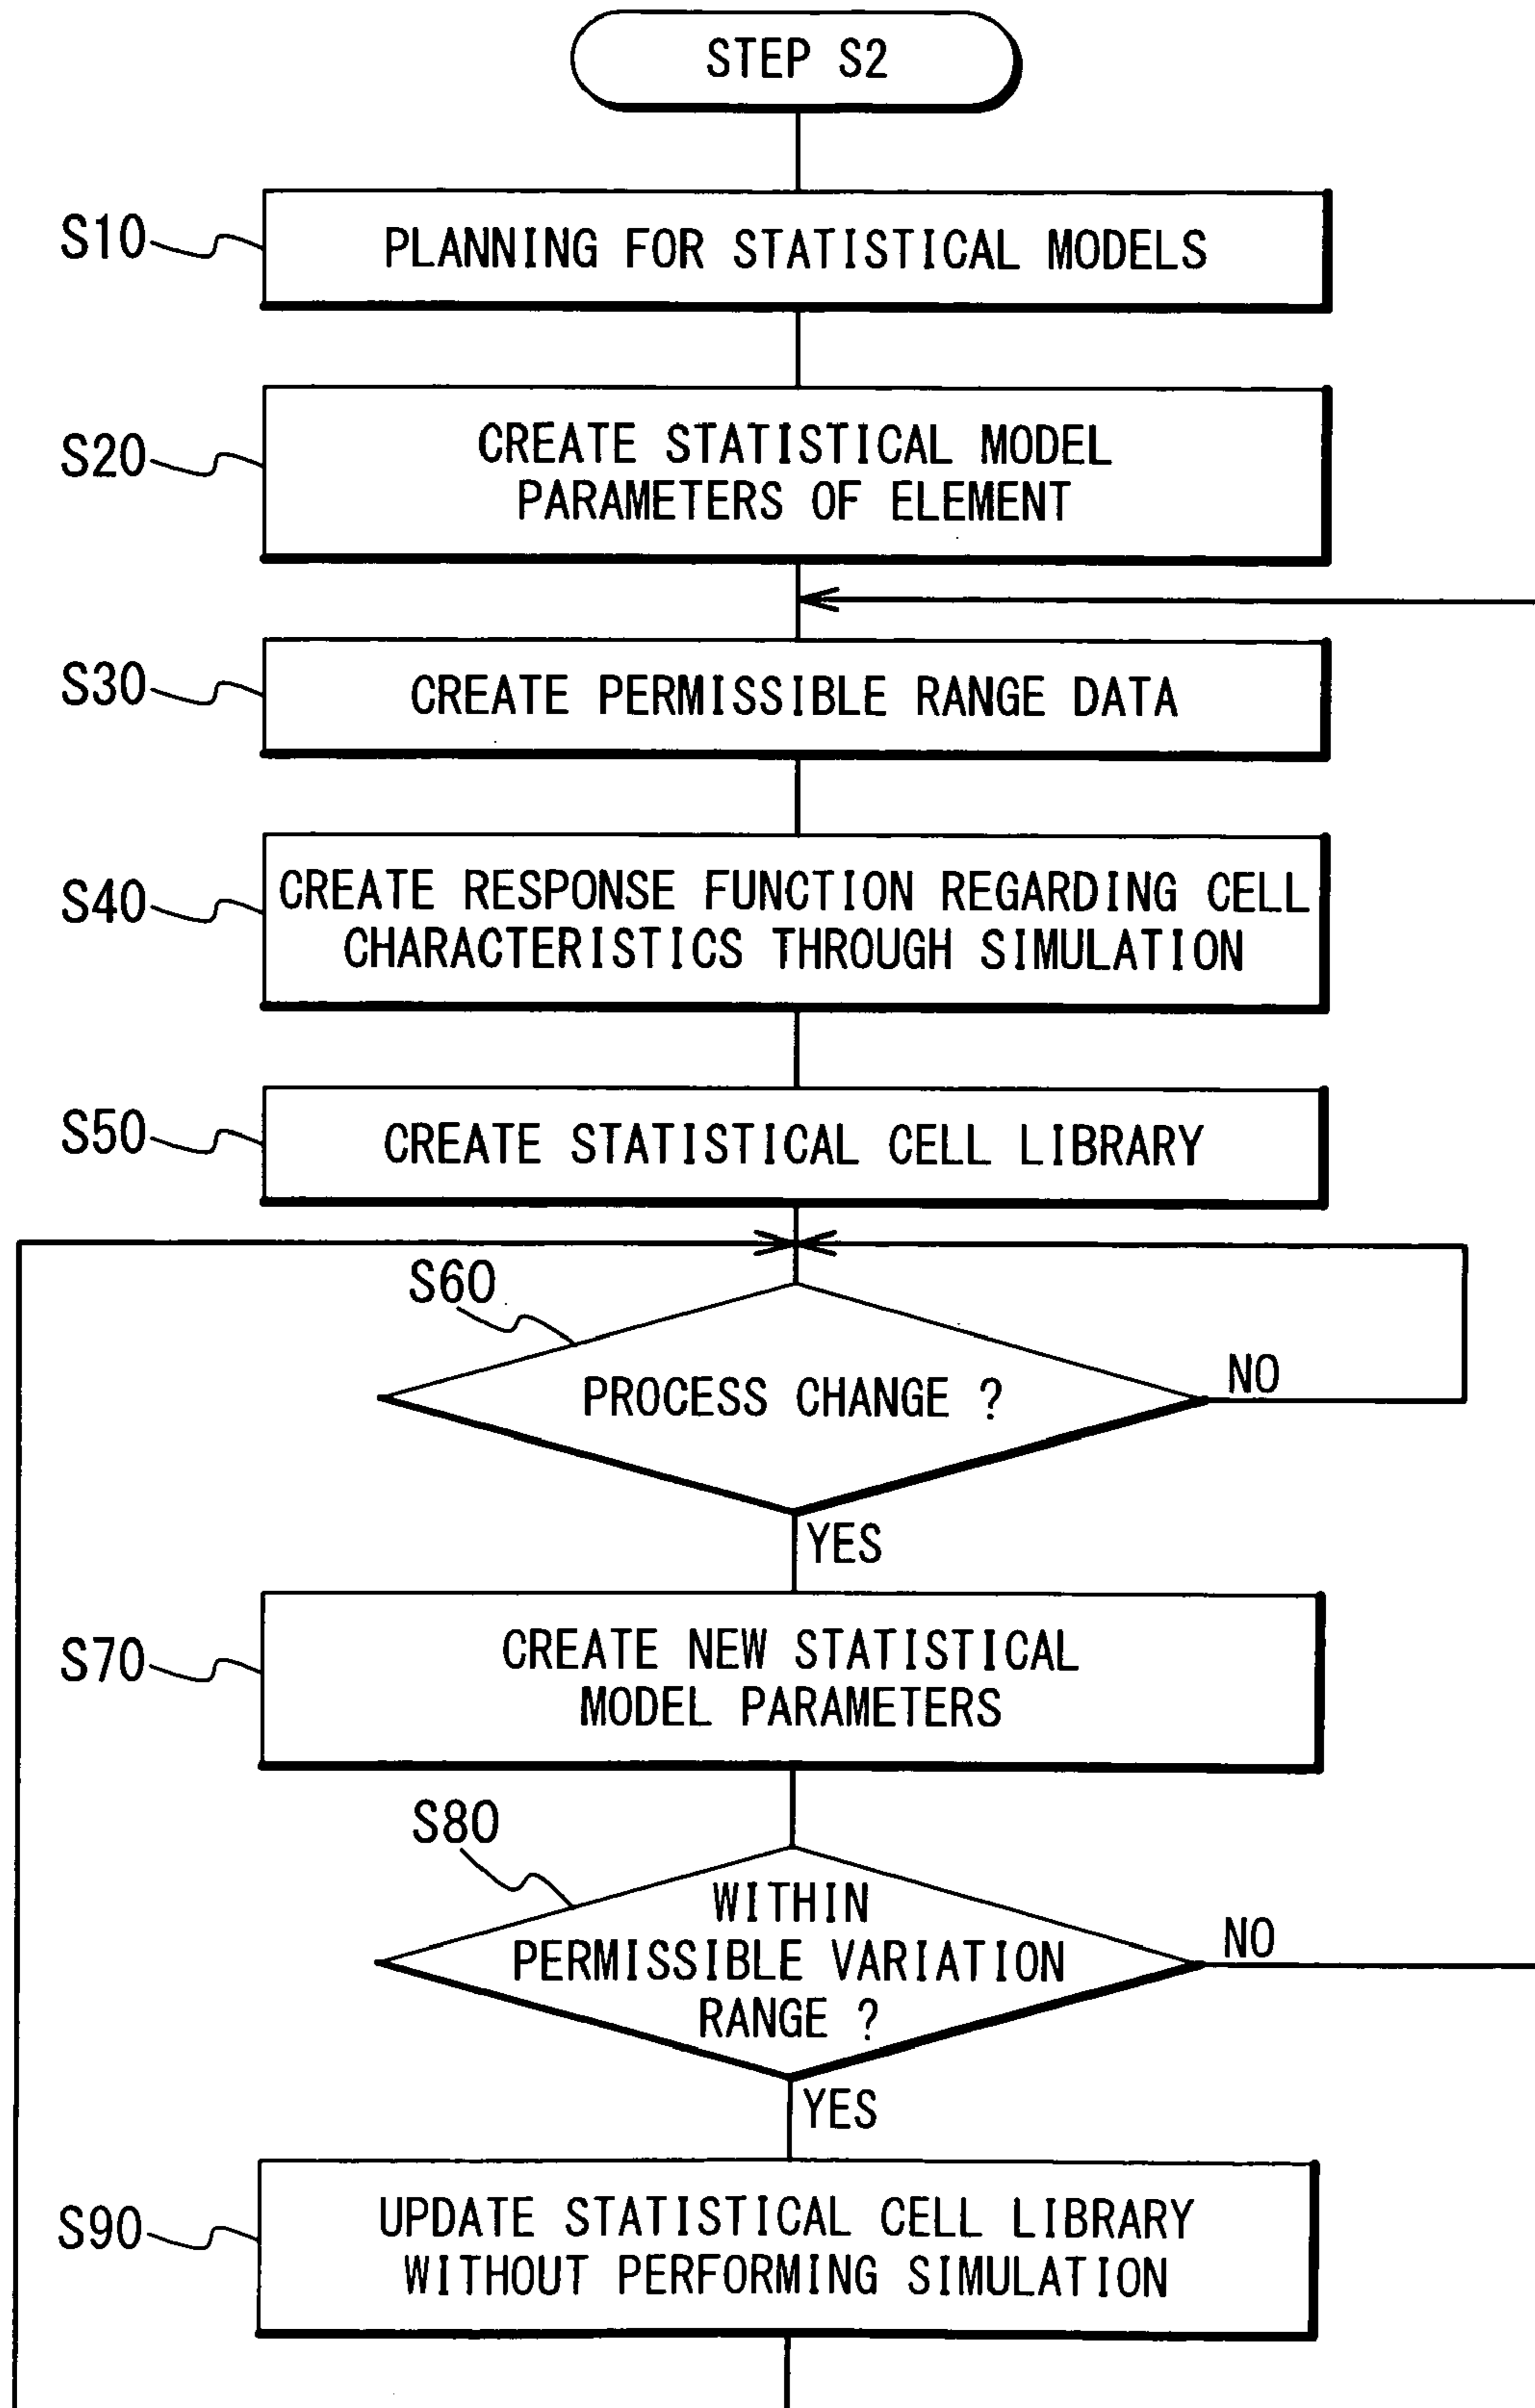 STEP S2
S10
PLANNING FOR STATISTICAL MODELS
S20
CREATE STATISTICAL MODEL
PARAMETERS OF ELEMENT
S30
CREATE PERMISSIBLE RANGE DATA
S40
CREATE RESPONSE FUNCTION REGARDING CELL
CHARACTERISTICS THROUGH SIMULATION
S50
CREATE STATISTICAL CELL LIBRARY
S60
PROCESS CHANGE ?
NO
YES
S70
CREATE NEW STATISTICAL
MODEL PARAMETERS
S80
WITHIN
PERMISSIBLE VARIATION
RANGE ?
NO
YES
S90
UPDATE STATISTICAL CELL LIBRARY
WITHOUT PERFORMING SIMULATION